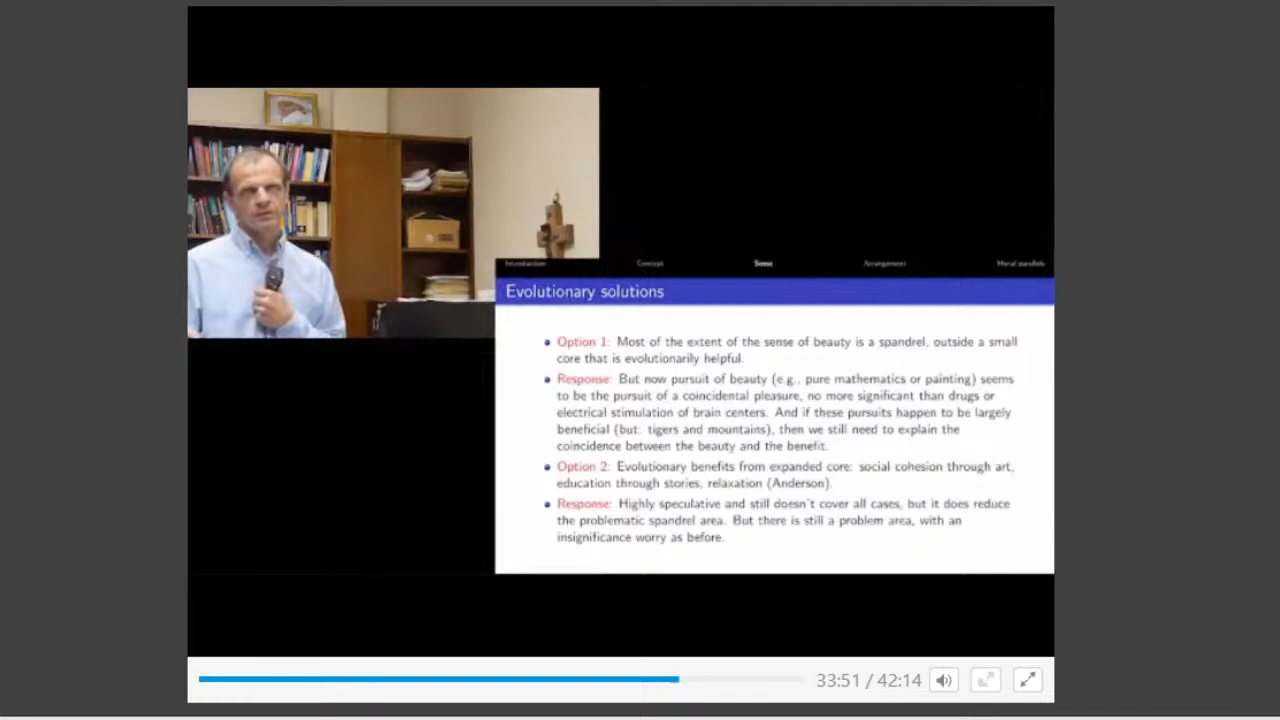 Introduction Concept Sense Arrangement Moral parallels
Evolutionary solutions
Option 1: Most of the extent of the sense of beauty is a spandrel, outside a small
core that is evolutionarily helpful.
Response: But now pursuit of beauty (e.g., pure mathematics or painting) seems
to be the pursuit of a coincidental pleasure, no more significant than drugs or
electrical stimulation of brain centers. And if these pursuits happen to be largely
beneficial (but: tigers and mountains), then we still need to explain the
coincidence between the beauty and the benefit.
Option 2: Evolutionary benefits from expanded core: social cohesion through art,
education through stories, relaxation (Anderson).
Response: Highly speculative and still doesn't cover all cases, but it does reduce
the problematic spandrel area. But there is still a problem area, with an
insignificance worry as before.
33:51 / 42:14